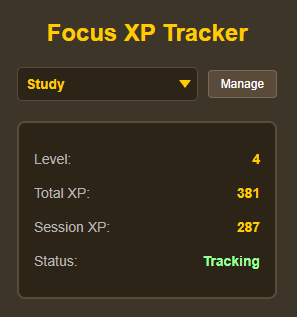 Focus XP Tracker
Study
Manage
Level: 4
Total XP: 381
Session XP: 287
Status: Tracking